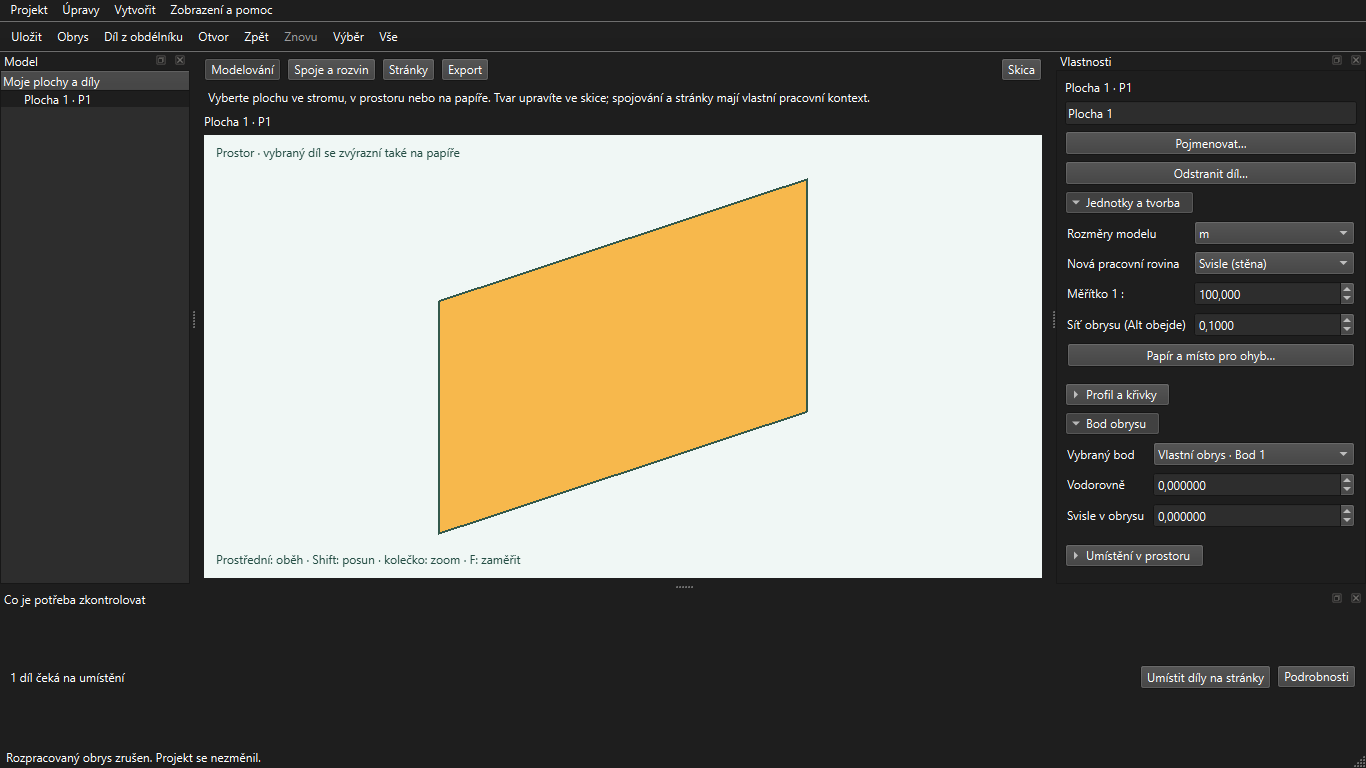 Projekt Úpravy Vytvořit Zobrazení a pomoc
Uložit Obrys Díl z obdélníku Otvor Zpět Znovu Výběr Vše
Model
Moje plochy a díly
Plocha 1 · P1
Modelování Spoje a rozvin Stránky Export Skica
Vyberte plochu ve stromu, v prostoru nebo na papíře. Tvar upravíte ve skice; spojování a stránky mají vlastní pracovní kontext.
Plocha 1 · P1
Prostor · vybraný díl se zvýrazní také na papíře
Prostřední: oběh · Shift: posun · kolečko: zoom · F: zaměřit
Vlastnosti
Plocha 1 · P1
Plocha 1
Pojmenovat...
Odstranit díl...
Jednotky a tvorba
Rozměry modelu m
Nová pracovní rovina Svisle (stěna)
Měřítko 1 : 100,000
Síť obrysu (Alt obejde) 0,1000
Papír a místo pro ohyb...
Profil a křivky
Bod obrysu
Vybraný bod Vlastní obrys · Bod 1
Vodorovně 0,000000
Svisle v obrysu 0,000000
Umístění v prostoru
Co je potřeba zkontrolovat
1 díl čeká na umístění
Umístit díly na stránky Podrobnosti
Rozpracovaný obrys zrušen. Projekt se nezměnil.